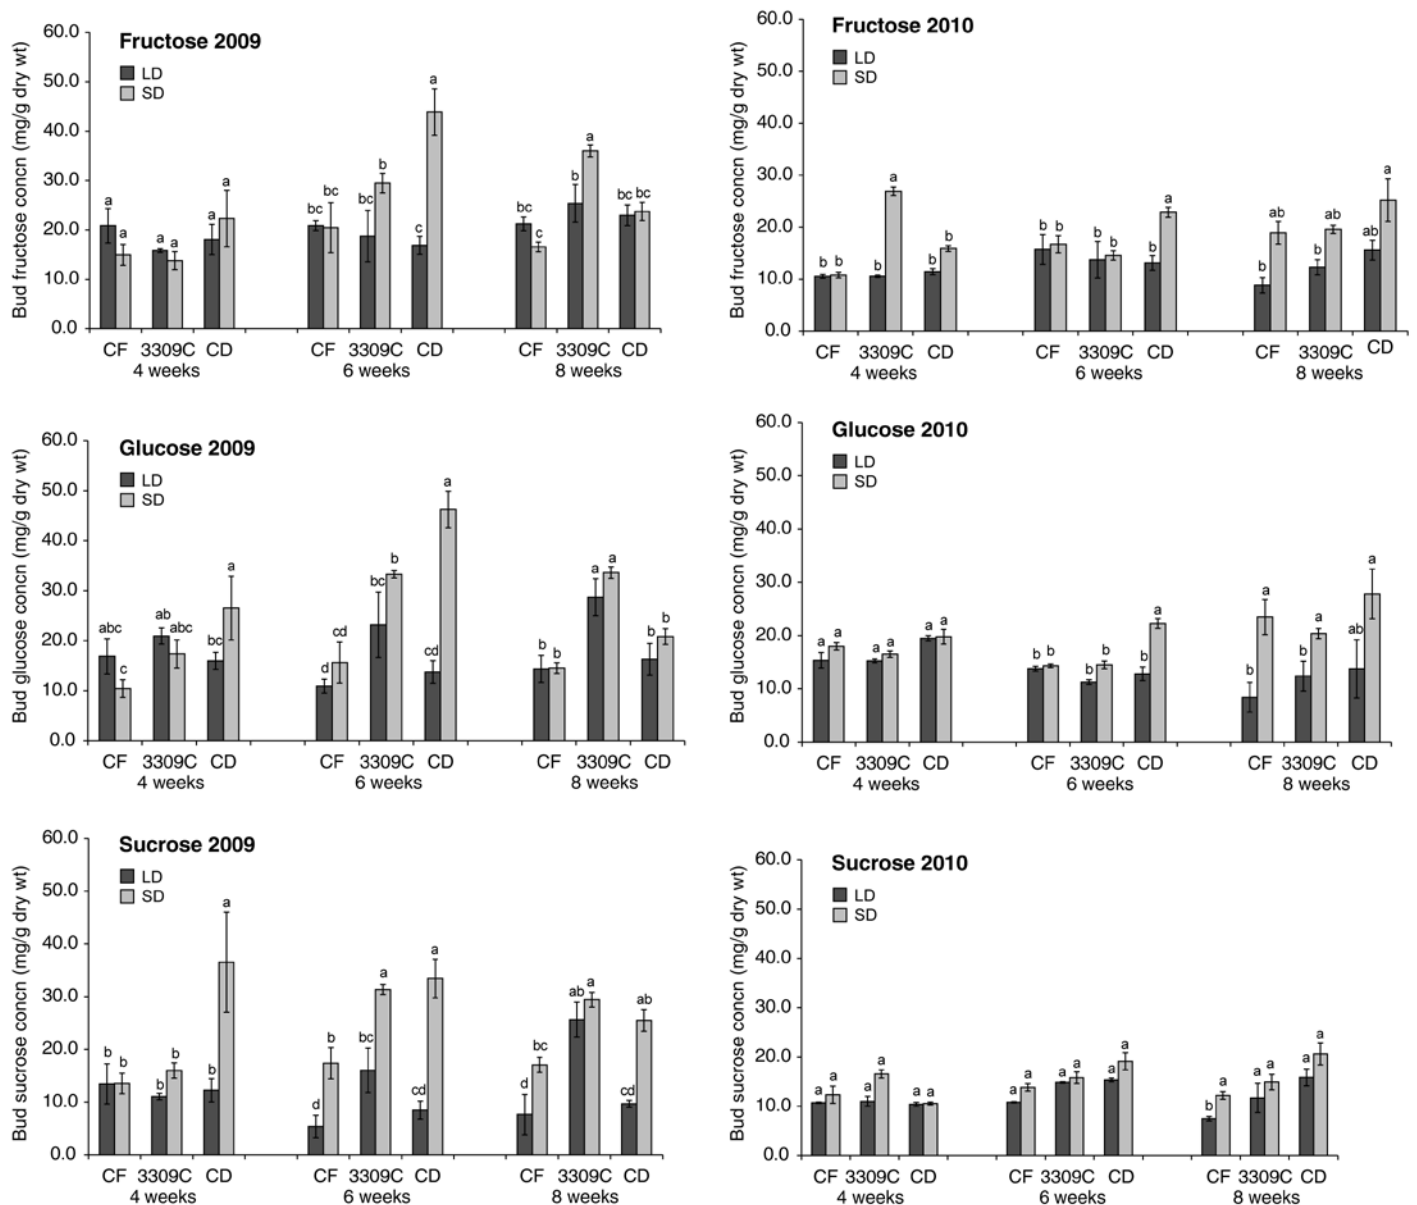 Fructose 2009
LD
SD
Bud fructose concn (mg/g dry wt)
60.0
50.0
40.0
30.0
20.0
10.0
0.0
a a a a a a
bc bc bc b c a
bc c b a bc bc
CF 3309C CD CF 3309C CD CF 3309C CD
4 weeks 6 weeks 8 weeks
Fructose 2010
LD
SD
Bud fructose concn (mg/g dry wt)
60.0
50.0
40.0
30.0
20.0
10.0
0.0
b b b a b b
b b b b b a
b ab b ab ab a
CF 3309C CD CF 3309C CD CF 3309C CD
4 weeks 6 weeks 8 weeks
Glucose 2009
LD
SD
Bud glucose concn (mg/g dry wt)
60.0
50.0
40.0
30.0
20.0
10.0
0.0
abc c ab abc bc a
d cd bc b cd a
b b a a b b
CF 3309C CD CF 3309C CD CF 3309C CD
4 weeks 6 weeks 8 weeks
Glucose 2010
LD
SD
Bud glucose concn (mg/g dry wt)
60.0
50.0
40.0
30.0
20.0
10.0
0.0
a a a a a a
b b b b b a
b a b a ab a
CF 3309C CD CF 3309C CD CF 3309C CD
4 weeks 6 weeks 8 weeks
Sucrose 2009
LD
SD
Bud sucrose concn (mg/g dry wt)
60.0
50.0
40.0
30.0
20.0
10.0
0.0
b b b b b a
d b bc a cd a
d bc ab a cd ab
CF 3309C CD CF 3309C CD CF 3309C CD
4 weeks 6 weeks 8 weeks
Sucrose 2010
LD
SD
Bud sucrose concn (mg/g dry wt)
60.0
50.0
40.0
30.0
20.0
10.0
0.0
a a a a a a
a a a a a a
b a a a a a
CF 3309C CD CF 3309C CD CF 3309C CD
4 weeks 6 weeks 8 weeks